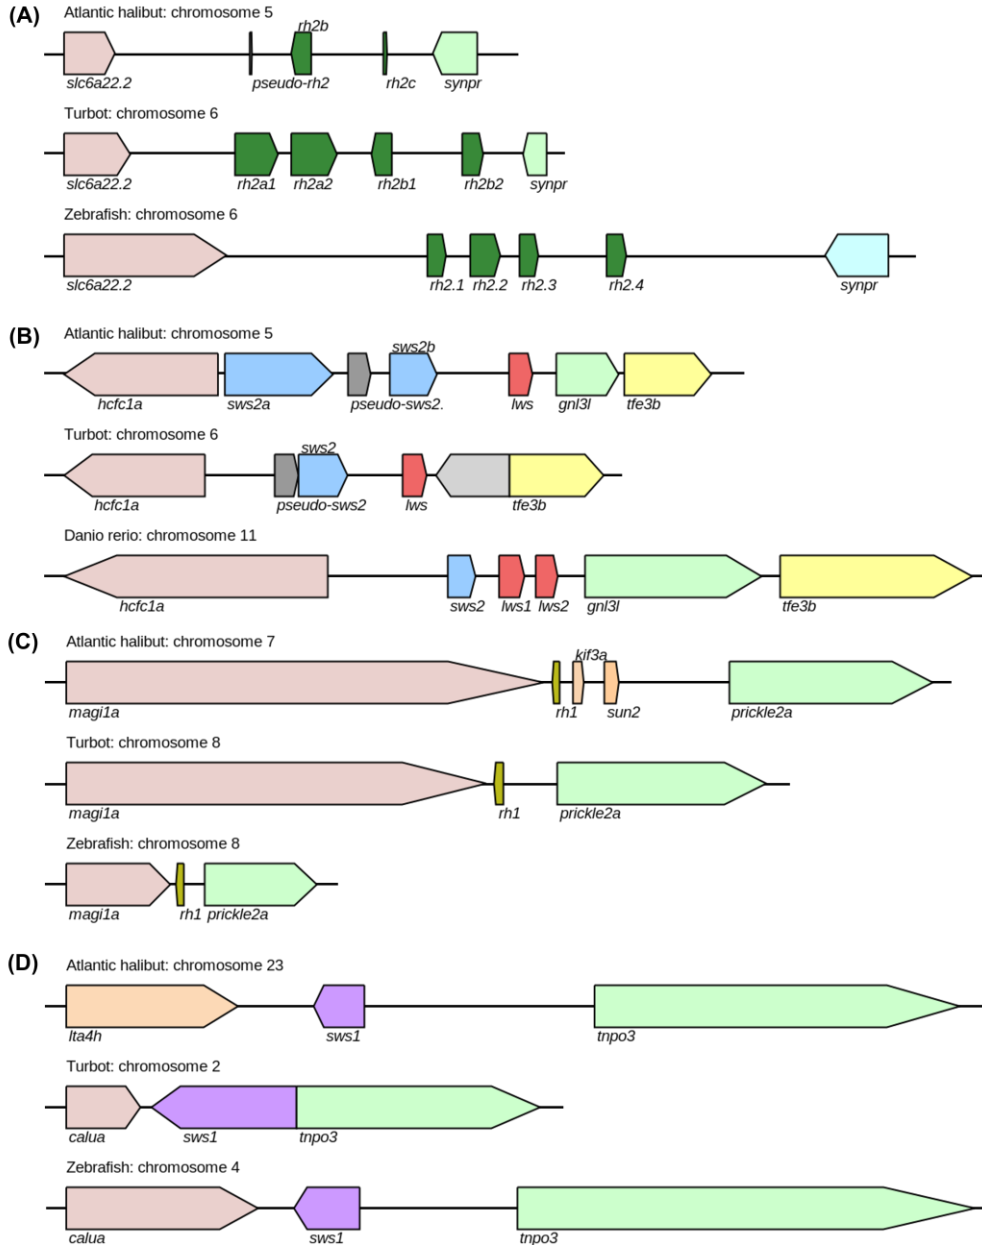 (A)
Atlantic halibut: chromosome 5
rh2b
slc6a22.2 pseudo-rh2 rh2c synpr
Turbot: chromosome 6
slc6a22.2 rh2a1 rh2a2 rh2b1 rh2b2 synpr
Zebrafish: chromosome 6
slc6a22.2 rh2.1 rh2.2 rh2.3 rh2.4 synpr
(B)
Atlantic halibut: chromosome 5
sws2b
hcfc1a sws2a pseudo-sws2. lws gnl3l tfe3b
Turbot: chromosome 6
sws2
hcfc1a pseudo-sws2 lws tfe3b
Danio rerio: chromosome 11
hcfc1a sws2 lws1 lws2 gnl3l tfe3b
(C)
Atlantic halibut: chromosome 7
kif3a
magi1a rh1 sun2 prickle2a
Turbot: chromosome 8
magi1a rh1 prickle2a
Zebrafish: chromosome 8
magi1a rh1 prickle2a
(D)
Atlantic halibut: chromosome 23
lta4h sws1 tnpo3
Turbot: chromosome 2
calua sws1 tnpo3
Zebrafish: chromosome 4
calua sws1 tnpo3